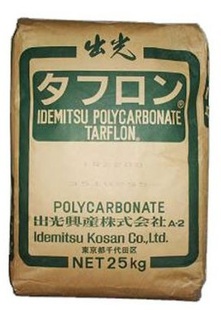 出光
タフロン®
IDEMITSU POLYCARBONATE
TARFLON®
POLYCARBONATE
出光興産株式会社 A-2
Idemitsu Kosan Co.,Ltd.
東京都千代田区
NET 25kg